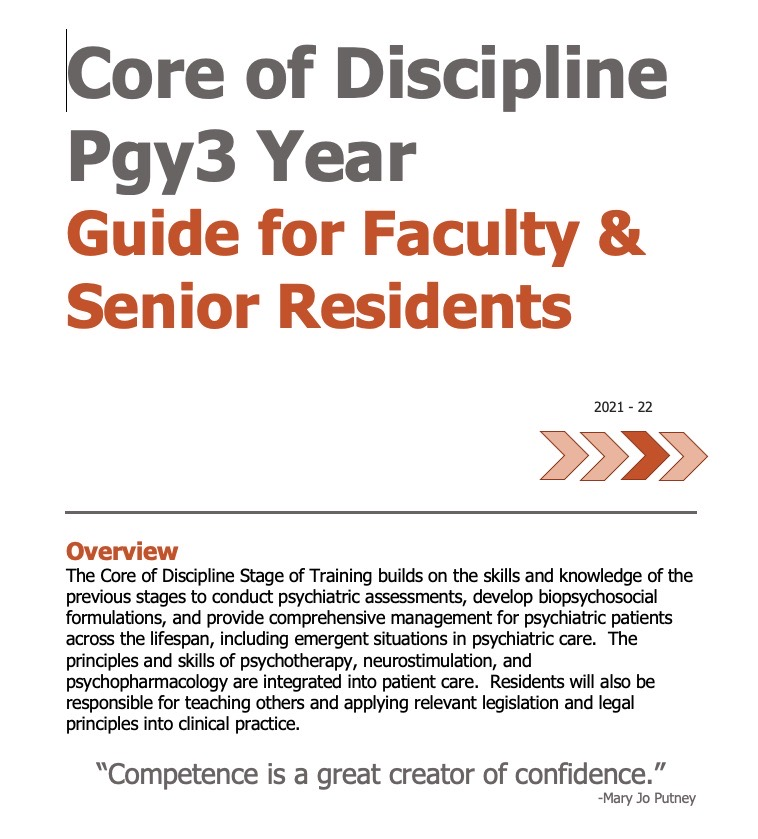 Core of Discipline
Pgy3 Year
Guide for Faculty &
Senior Residents
2021 - 22
Overview
The Core of Discipline Stage of Training builds on the skills and knowledge of the
previous stages to conduct psychiatric assessments, develop biopsychosocial
formulations, and provide comprehensive management for psychiatric patients
across the lifespan, including emergent situations in psychiatric care.  The
principles and skills of psychotherapy, neurostimulation, and
psychopharmacology are integrated into patient care.  Residents will also be
responsible for teaching others and applying relevant legislation and legal
principles into clinical practice.
“Competence is a great creator of confidence.”
-Mary Jo Putney